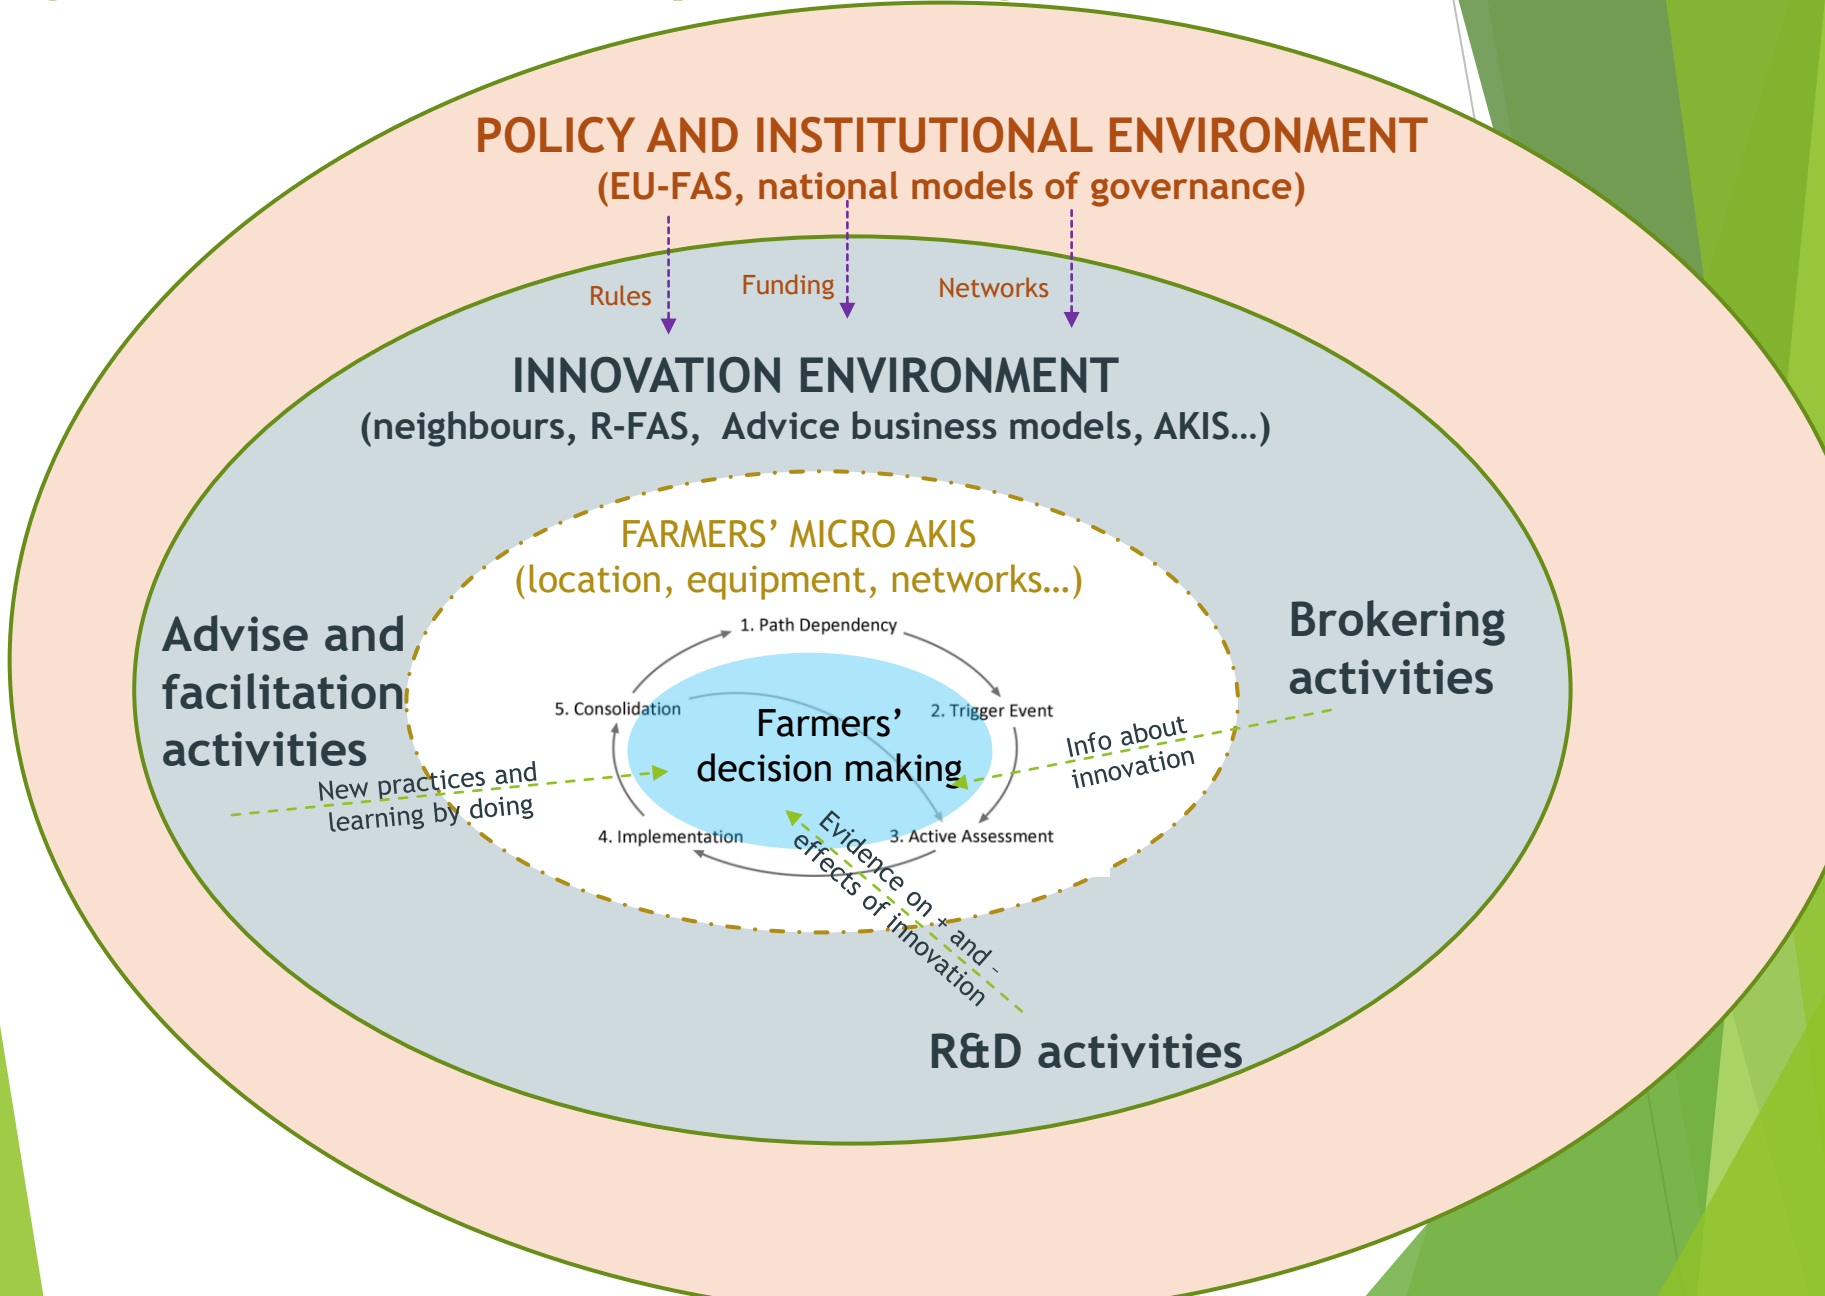 POLICY AND INSTITUTIONAL ENVIRONMENT
(EU-FAS, national models of governance)
Rules
Funding
Networks
INNOVATION ENVIRONMENT
(neighbours, R-FAS,  Advice business models, AKIS...)
FARMERS’ MICRO AKIS
(location, equipment, networks...)
1. Path Dependency
Advise and
facilitation
activities
Brokering
activities
5. Consolidation
2. Trigger Event
Farmers’
decision making
Info about
innovation
New practices and
learning by doing
4. Implementation
3. Active Assessment
Evidence on + and -
effects of innovation
R&D activities